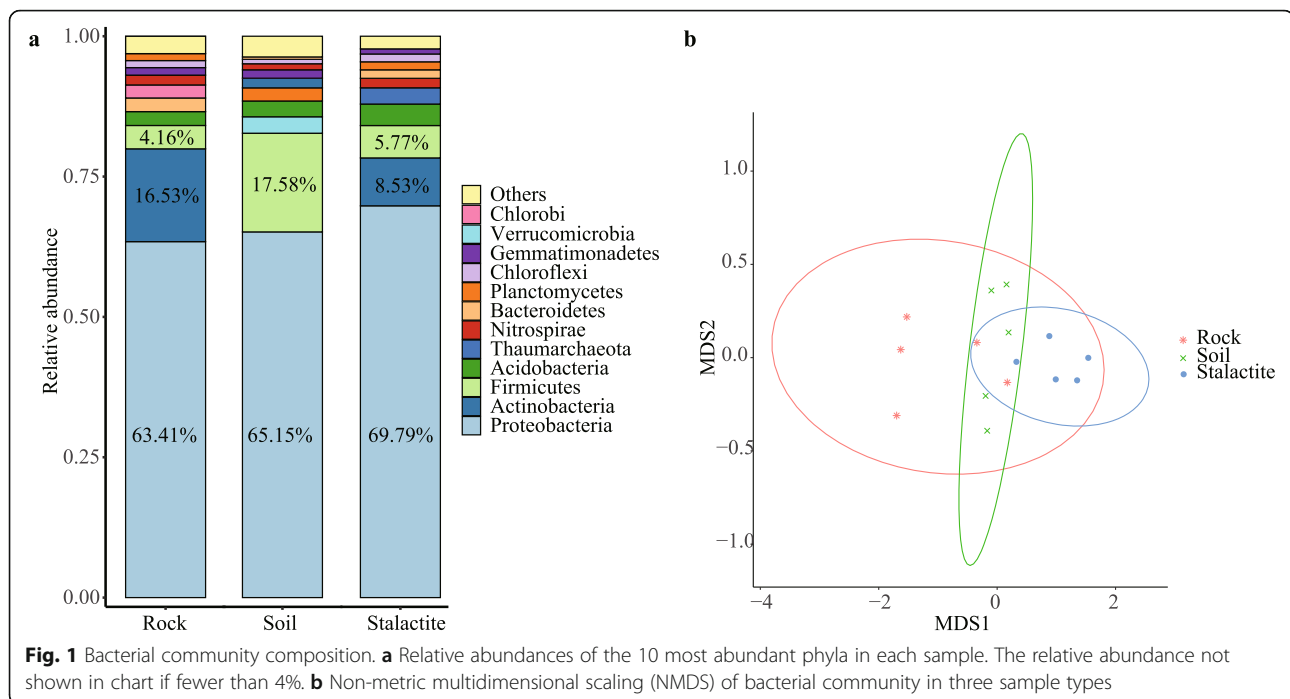 a
1.00
0.75
0.50
0.25
0.00
Relative abundance
4.16%
16.53%
63.41%
17.58%
65.15%
5.77%
8.53%
69.79%
Rock
Soil
Stalactite
Others
Chlorobi
Verrucomicrobia
Gemmatimonadetes
Chloroflexi
Planctomycetes
Bacteroidetes
Nitrospirae
Thaumarchaeota
Acidobacteria
Firmicutes
Actinobacteria
Proteobacteria
b
1.0
0.5
0.0
−0.5
−1.0
MDS2
−4
−2
0
2
MDS1
Rock
Soil
Stalactite
Fig. 1 Bacterial community composition. a Relative abundances of the 10 most abundant phyla in each sample. The relative abundance not
shown in chart if fewer than 4%. b Non-metric multidimensional scaling (NMDS) of bacterial community in three sample types